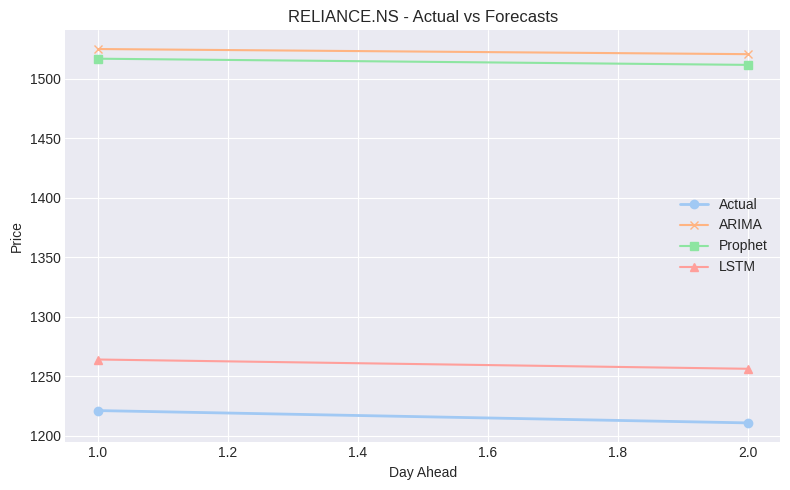 RELIANCE.NS - Actual vs Forecasts
Price
1500
1450
1400
1350
1300
1250
1200
Actual
ARIMA
Prophet
LSTM
1.0 1.2 1.4 1.6 1.8 2.0
Day Ahead